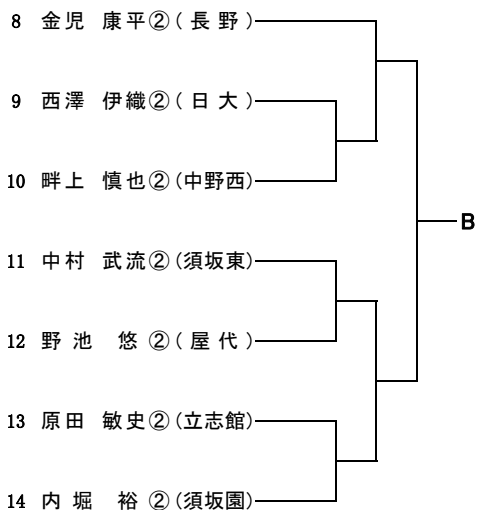 8 金児 康平②(長野)
9 西澤 伊織②(日大)
10 畔上 慎也②(中野西)
B
11 中村 武流②(須坂東)
12 野池 悠②(屋代)
13 原田 敏史②(立志館)
14 内堀 裕②(須坂園)